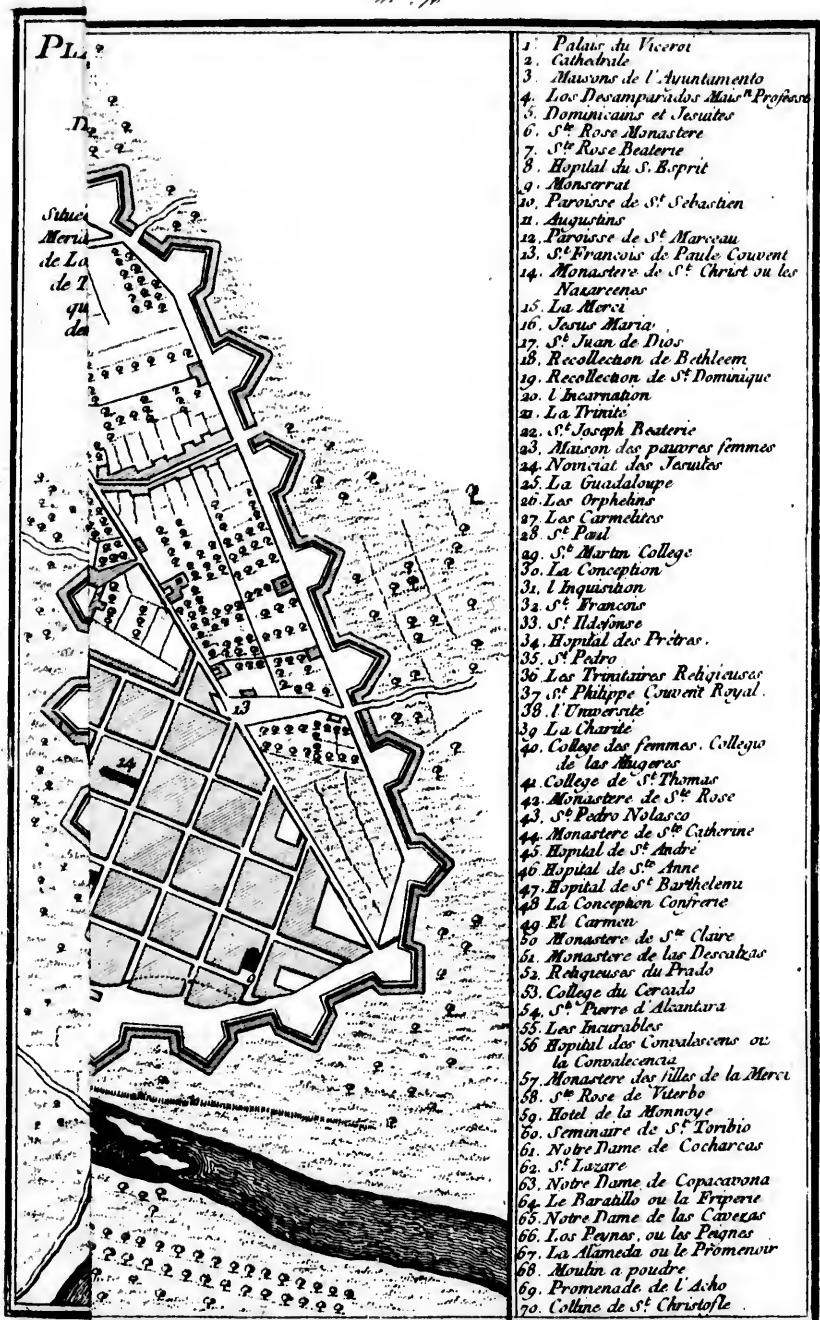 PL
D
Situé
Meri
de La
de T
qu
de
13
14
1. Palais du Viceroi
2. Cathedrale
3. Maisons de l'Ayuntamento
4. Los Desamparados Mais.n Professe
5. Dominicains et Jesuites
6. S.te Rose Monastere
7. S.te Rose Beaterie
8. Hopital du S. Esprit
9. Monserrat
10. Paroisse de S.t Sebastien
11. Augustins
12. Paroisse de S.t Marceau
13. S.t Francois de Paule Couvent
14. Monastere de S.t Christ ou les
Nazareenes
15. La Merci
16. Jesus Maria
17. S.t Juan de Dios
18. Recollection de Bethleem
19. Recollection de S.t Dominique
20. l'Incarnation
21. La Trinité
22. S.t Joseph Beaterie
23. Maison des pauvres femmes
24. Noviciat des Jesuites
25. La Guadaloupe
26. Les Orphelins
27. Les Carmelites
28. S.t Paul
29. S.t Martin College
30. La Conception
31. l'Inquisition
32. S.t Francois
33. S.t Ildefonse
34. Hopital des Prêtres.
35. S.t Pedro
36. Les Trinitaires Religieuses
37. S.t Philippe Couvent Royal.
38. l'Université
39. La Charité
40. College des femmes. Collegio
de las Mugeres
41. College de S.t Thomas
42. Monastere de S.te Rose
43. S.t Pedro Nolasco
44. Monastere de S.te Catherine
45. Hopital de S.t André
46. Hopital de S.te Anne
47. Hopital de S.t Barthelemi
48. La Conception Confrerie
49. El Carmen
50. Monastere de S.te Claire
51. Monastere de las Descalzas
52. Religieuses du Prado
53. College du Cercado
54. S.t Pierre d'Alcantara
55. Les Incurables
56. Hopital des Convalescens ou
la Convalecencia
57. Monastere des filles de la Merci
58. S.te Rose de Viterbo
59. Hotel de la Monnoye
60. Seminaire de S.t Toribio
61. Notre Dame de Cocharcas
62. S.t Lazare
63. Notre Dame de Copacavona
64. Le Baratillo ou la Friperie
65. Notre Dame de las Cavezas
66. Los Peynes, ou les Peignes
67. La Alameda ou le Promenoir
68. Moulin a poudre
69. Promenade de l'Acho
70. Colline de S.t Christofle